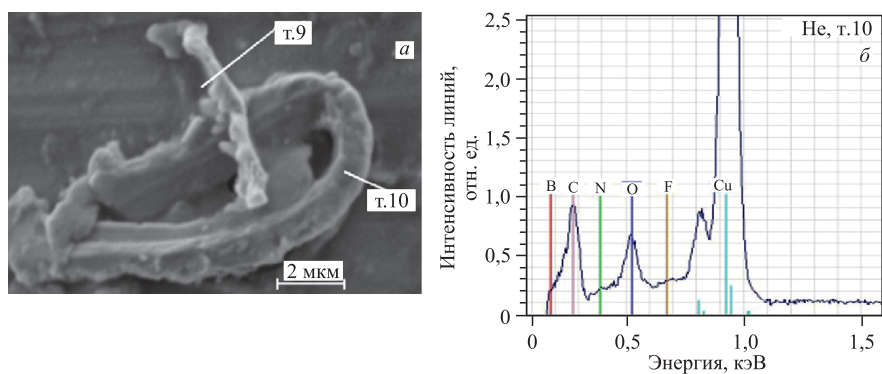 т.9
а
т.10
2 мкм
Интенсивность линий,
отн. ед.
Не, т.10
б
2,5
2,0
1,5
1,0
0,5
0
B C N O F Cu
0 0,5 1,0 1,5
Энергия, кэВ